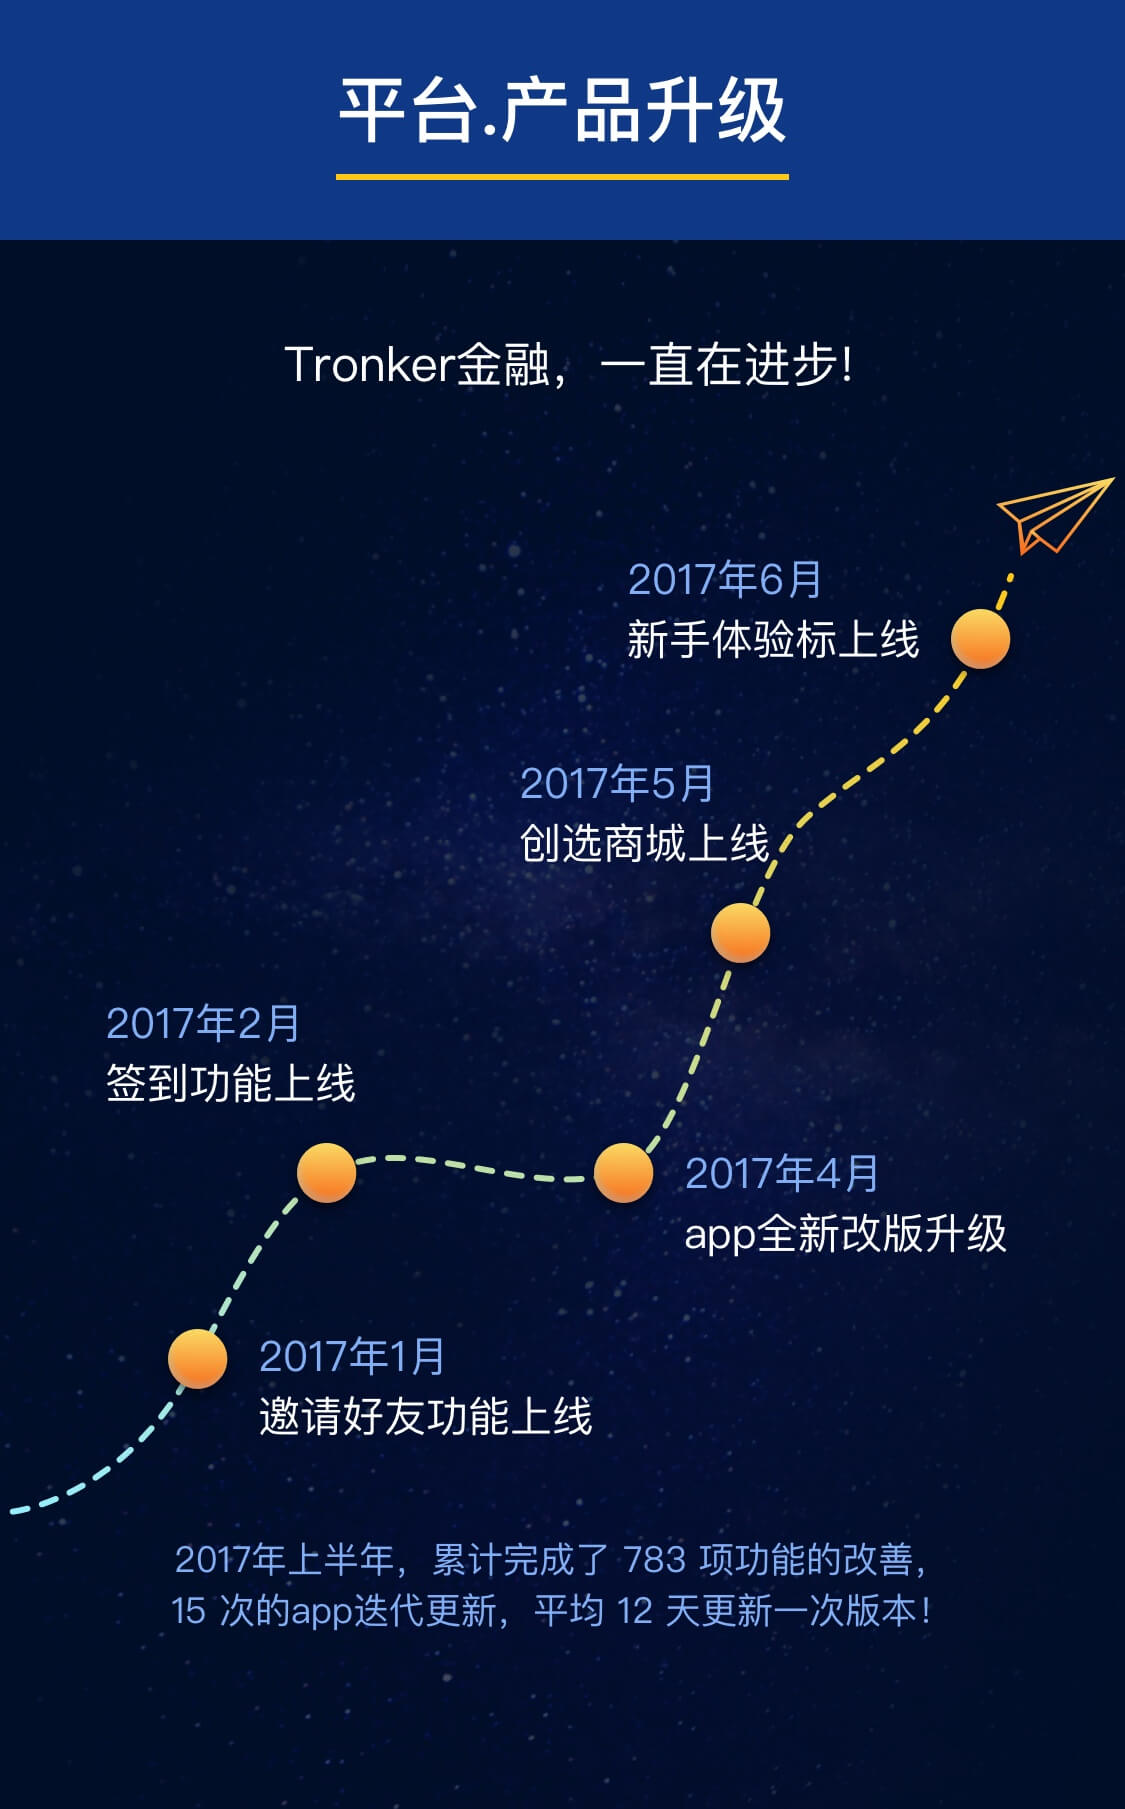 平台.产品升级
Tronker金融，一直在进步！
2017年6月
新手体验标上线
2017年5月
创选商城上线
2017年2月
签到功能上线
2017年4月
app全新改版升级
2017年1月
邀请好友功能上线
2017年上半年，累计完成了 783 项功能的改善，
15 次的app迭代更新，平均 12 天更新一次版本！